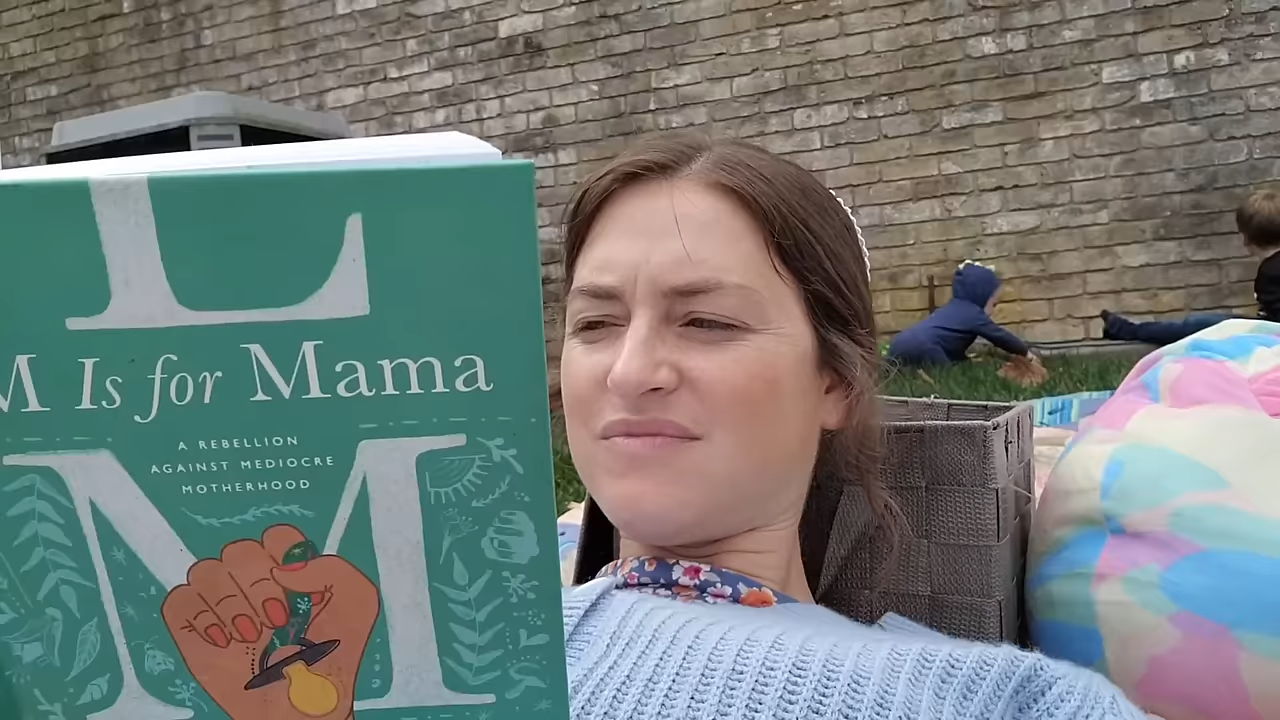 L
M Is for Mama
A REBELLION
AGAINST MEDIOCRE
MOTHERHOOD
M